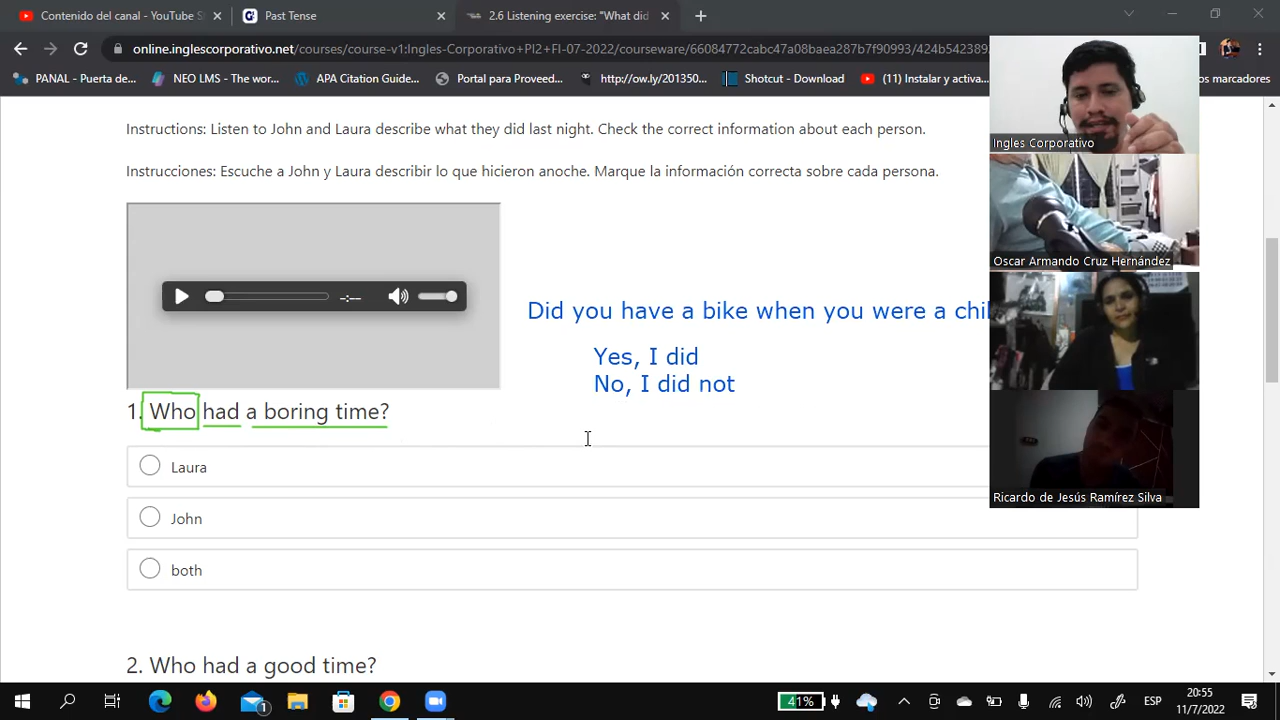 Contenido del canal - YouTube S
Past Tense
2.6 Listening exercise: "What did
online.inglescorporativo.net/courses/course-v1:Ingles-Corporativo+PI2+FI-07-2022/courseware/66084772cabc47a08baea287b7f90993/424b542389
PANAL - Puerta de...
NEO LMS - The wor...
APA Citation Guide...
Portal para Proveed...
http://ow.ly/201350...
Shotcut - Download
(11) Instalar y activa...
os marcadores
Instructions: Listen to John and Laura describe what they did last night. Check the correct information about each person.
Instrucciones: Escuche a John y Laura describir lo que hicieron anoche. Marque la información correcta sobre cada persona.
-:--
Did you have a bike when you were a chi
Yes, I did
No, I did not
1. Who had a boring time?
Laura
John
both
2. Who had a good time?
Ingles Corporativo
Oscar Armando Cruz Hernández
Ricardo de Jesús Ramírez Silva
1
41%
ESP
20:55
11/7/2022